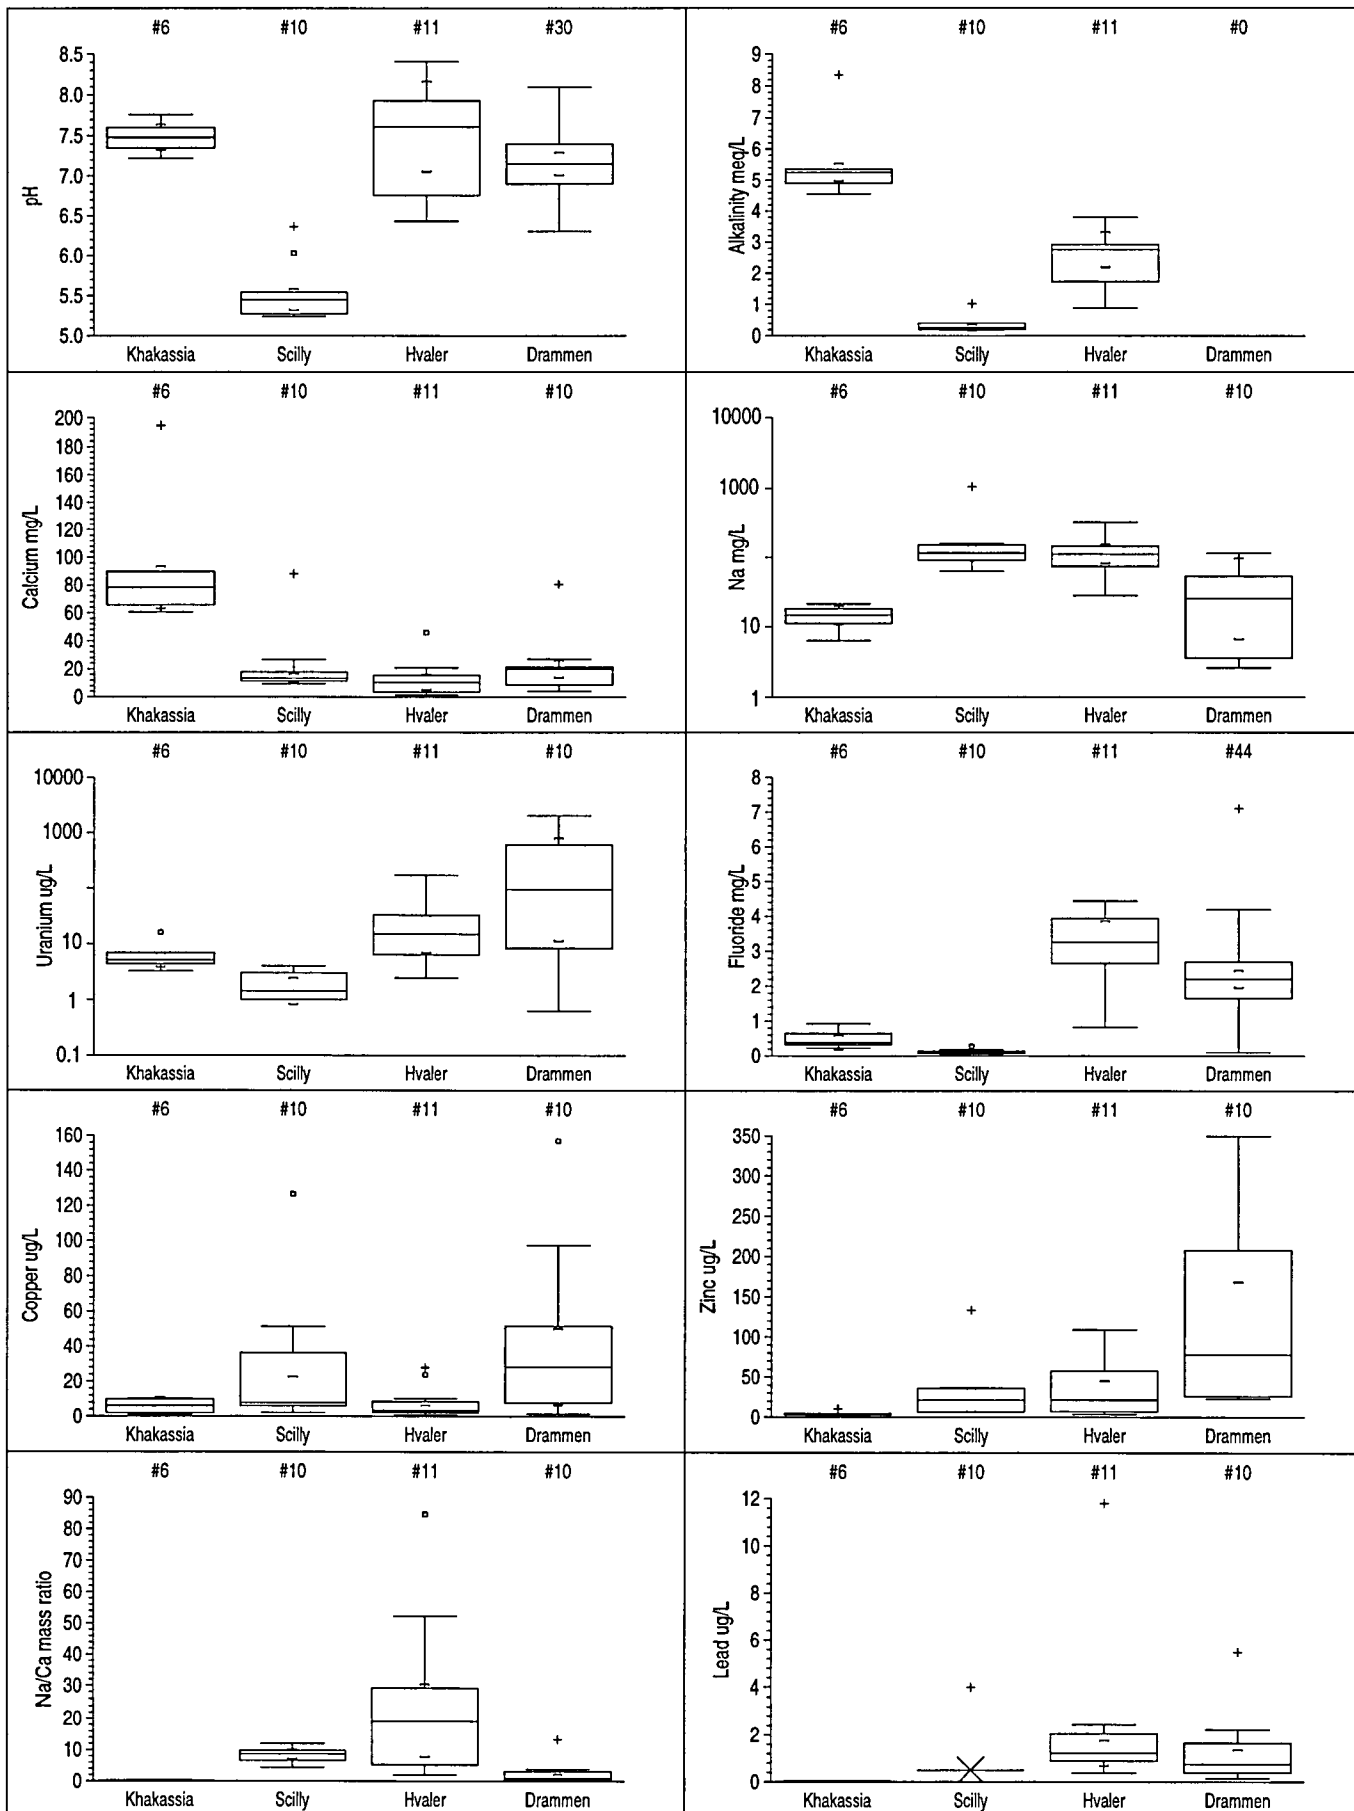 #6 #10 #11 #30
8.5
8.0
7.5
7.0
6.5
6.0
5.5
5.0
pH
Khakassia Scilly Hvaler Drammen
#6 #10 #11 #0
9
8
7
6
5
4
3
2
1
0
Alkalinity meq/L
Khakassia Scilly Hvaler Drammen
#6 #10 #11 #10
200
180
160
140
120
100
80
60
40
20
0
Calcium mg/L
Khakassia Scilly Hvaler Drammen
#6 #10 #11 #10
10000
1000
10
1
Na mg/L
Khakassia Scilly Hvaler Drammen
#6 #10 #11 #10
10000
1000
10
1
0.1
Uranium ug/L
Khakassia Scilly Hvaler Drammen
#6 #10 #11 #44
8
7
6
5
4
3
2
1
0
Fluoride mg/L
Khakassia Scilly Hvaler Drammen
#6 #10 #11 #10
160
140
120
100
80
60
40
20
0
Copper ug/L
Khakassia Scilly Hvaler Drammen
#6 #10 #11 #10
350
300
250
200
150
100
50
0
Zinc ug/L
Khakassia Scilly Hvaler Drammen
#6 #10 #11 #10
90
80
70
60
50
40
30
20
10
0
Na/Ca mass ratio
Khakassia Scilly Hvaler Drammen
#6 #10 #11 #10
12
10
8
6
4
2
0
Lead ug/L
Khakassia Scilly Hvaler Drammen